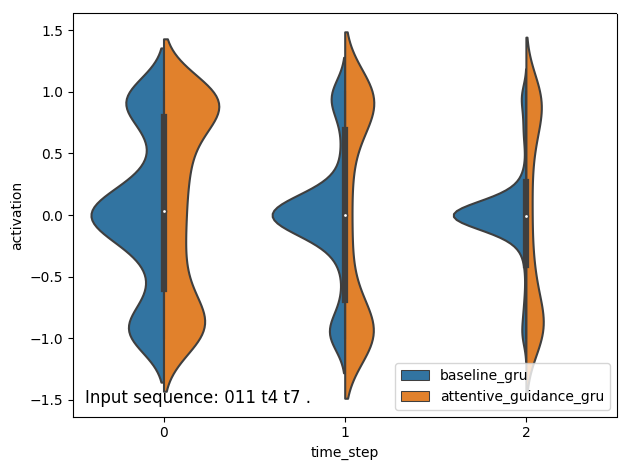 1.5
1.0
0.5
0.0
−0.5
−1.0
−1.5
activation
Input sequence: 011 t4 t7 .
baseline_gru
attentive_guidance_gru
0 1 2
time_step